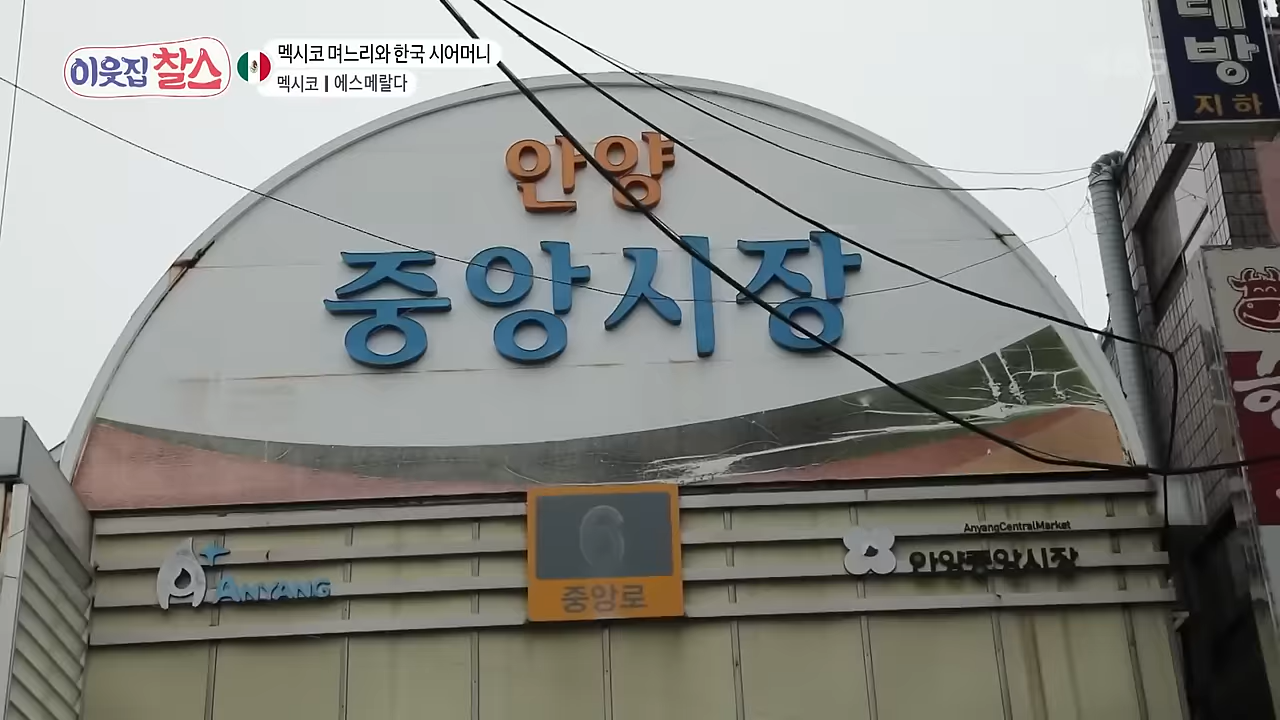 이웃집 찰스
멕시코 며느리와 한국 시어머니
멕시코 | 에스메랄다
안양
중앙시장
ANYANG
6
중앙로
AnyangCentralMarket
안양중앙시장
방
지하